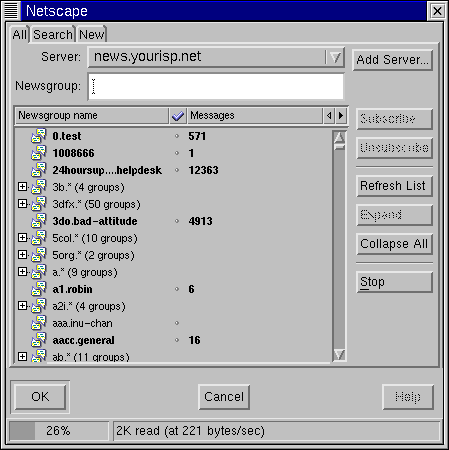 Netscape
All Search New
Server: news.yourisp.net Add Server...
Newsgroup:
Newsgroup name Messages
Subscribe
0.test 571
1008666 1
Unsubscribe
24hoursup....helpdesk 12363
3b.* (4 groups)
Refresh List
3dfx.* (50 groups)
3do.bad-attitude 4913
Expand
5col.* (10 groups)
Collapse All
5org.* (2 groups)
a.* (9 groups)
Stop
a1.robin 6
a2i.* (4 groups)
aaa.inu-chan
aacc.general 16
ab.* (11 groups)
OK Cancel Help
26% 2K read (at 221 bytes/sec)